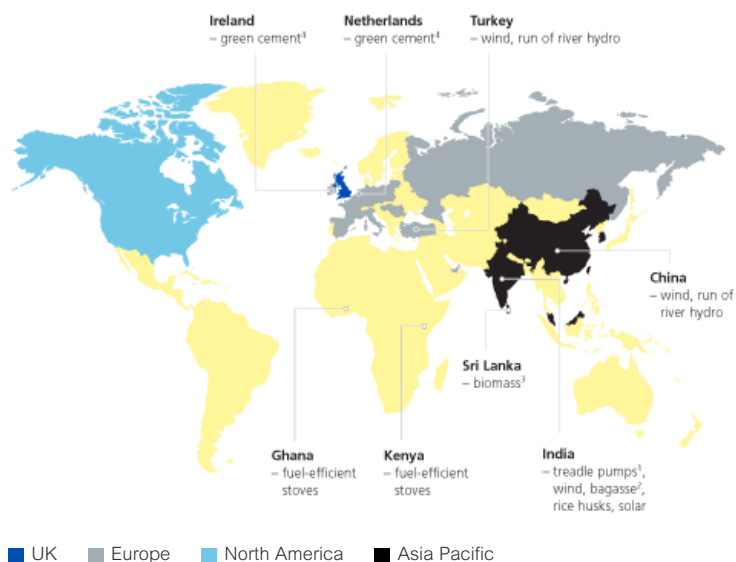 Ireland
– green cement⁴
Netherlands
– green cement⁴
Turkey
– wind, run of river hydro
China
– wind, run of
river hydro
Sri Lanka
– biomass³
Ghana
– fuel-efficient
stoves
Kenya
– fuel-efficient
stoves
India
– treadle pumps¹,
wind, bagasse²,
rice husks, solar
UK
Europe
North America
Asia Pacific